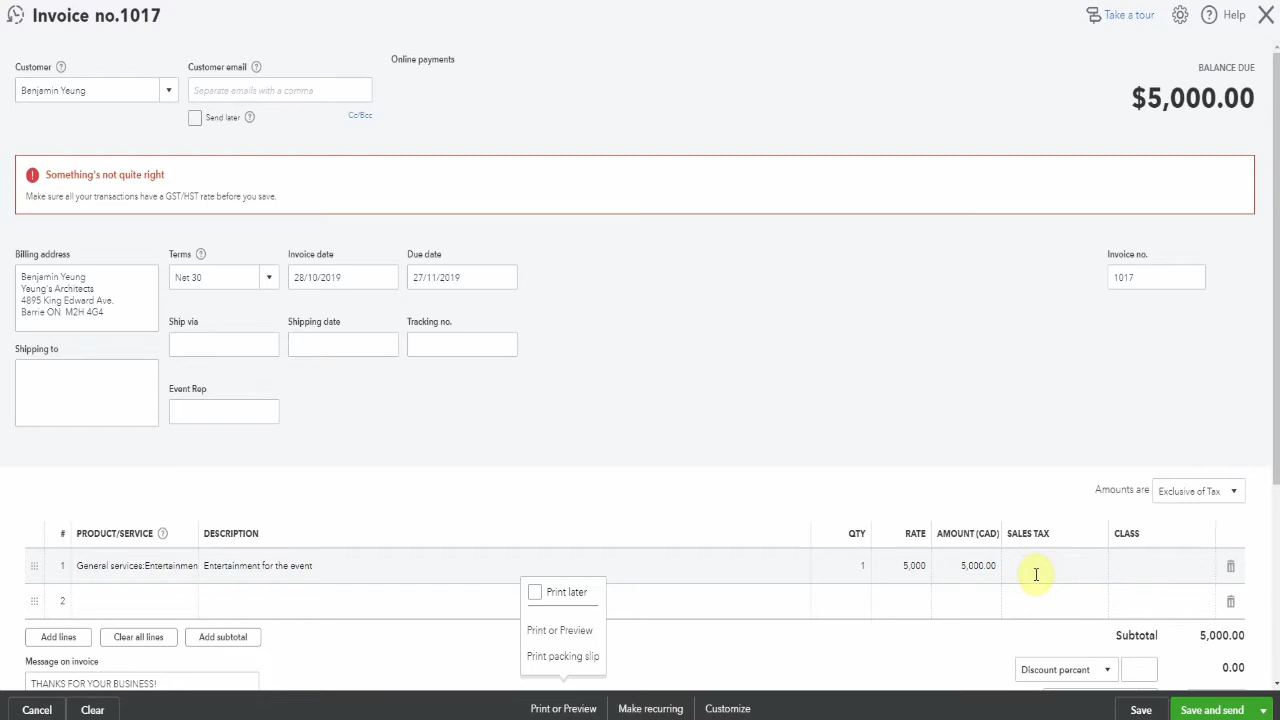 Invoice no.1017
Take a tour
Help
Customer
Customer email
Online payments
BALANCE DUE
Benjamin Yeung
Separate emails with a comma
$5,000.00
Send later
Cc/Bcc
Something's not quite right
Make sure all your transactions have a GST/HST rate before you save.
Billing address
Terms
Invoice date
Due date
Invoice no.
Benjamin Yeung
Yeung's Architects
4895 King Edward Ave.
Barrie ON M2H 4G4
Net 30
28/10/2019
27/11/2019
1017
Ship via
Shipping date
Tracking no.
Shipping to
Event Rep
Amounts are
Exclusive of Tax
# PRODUCT/SERVICE DESCRIPTION QTY RATE AMOUNT (CAD) SALES TAX CLASS
1 General services:Entertainmen Entertainment for the event 1 5,000 5,000.00
2
Print later
Print or Preview
Print packing slip
Add lines
Clear all lines
Add subtotal
Subtotal 5,000.00
Message on invoice
Discount percent
0.00
THANKS FOR YOUR BUSINESS!
Cancel
Clear
Print or Preview
Make recurring
Customize
Save
Save and send